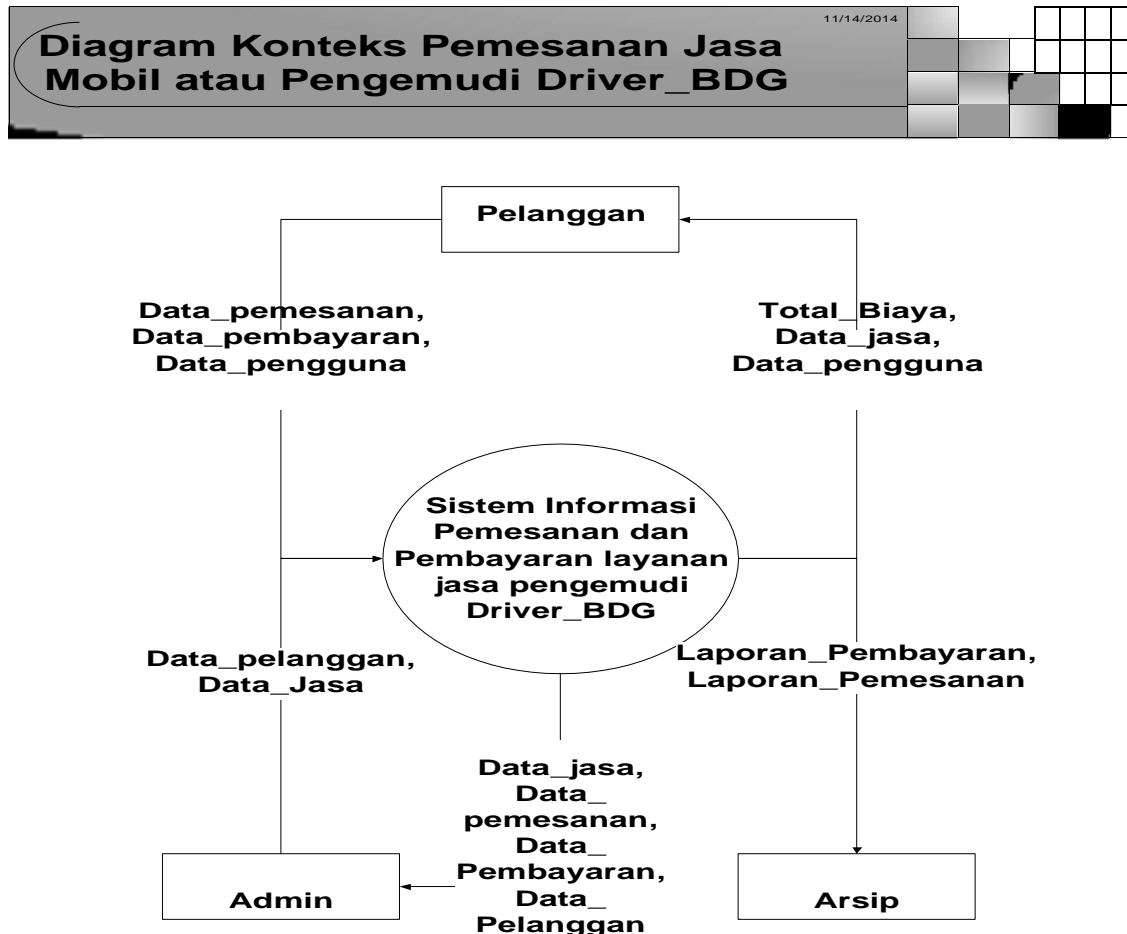 11/14/2014
Diagram Konteks Pemesanan Jasa
Mobil atau Pengemudi Driver_BDG
Pelanggan
Data_pemesanan,
Data_pembayaran,
Data_pengguna
Total_Biaya,
Data_jasa,
Data_pengguna
Sistem Informasi
Pemesanan dan
Pembayaran layanan
jasa pengemudi
Driver_BDG
Data_pelanggan,
Data_Jasa
Laporan_Pembayaran,
Laporan_Pemesanan
Data_jasa,
Data_
pemesanan,
Data_
Pembayaran,
Data_
Pelanggan
Admin
Arsip